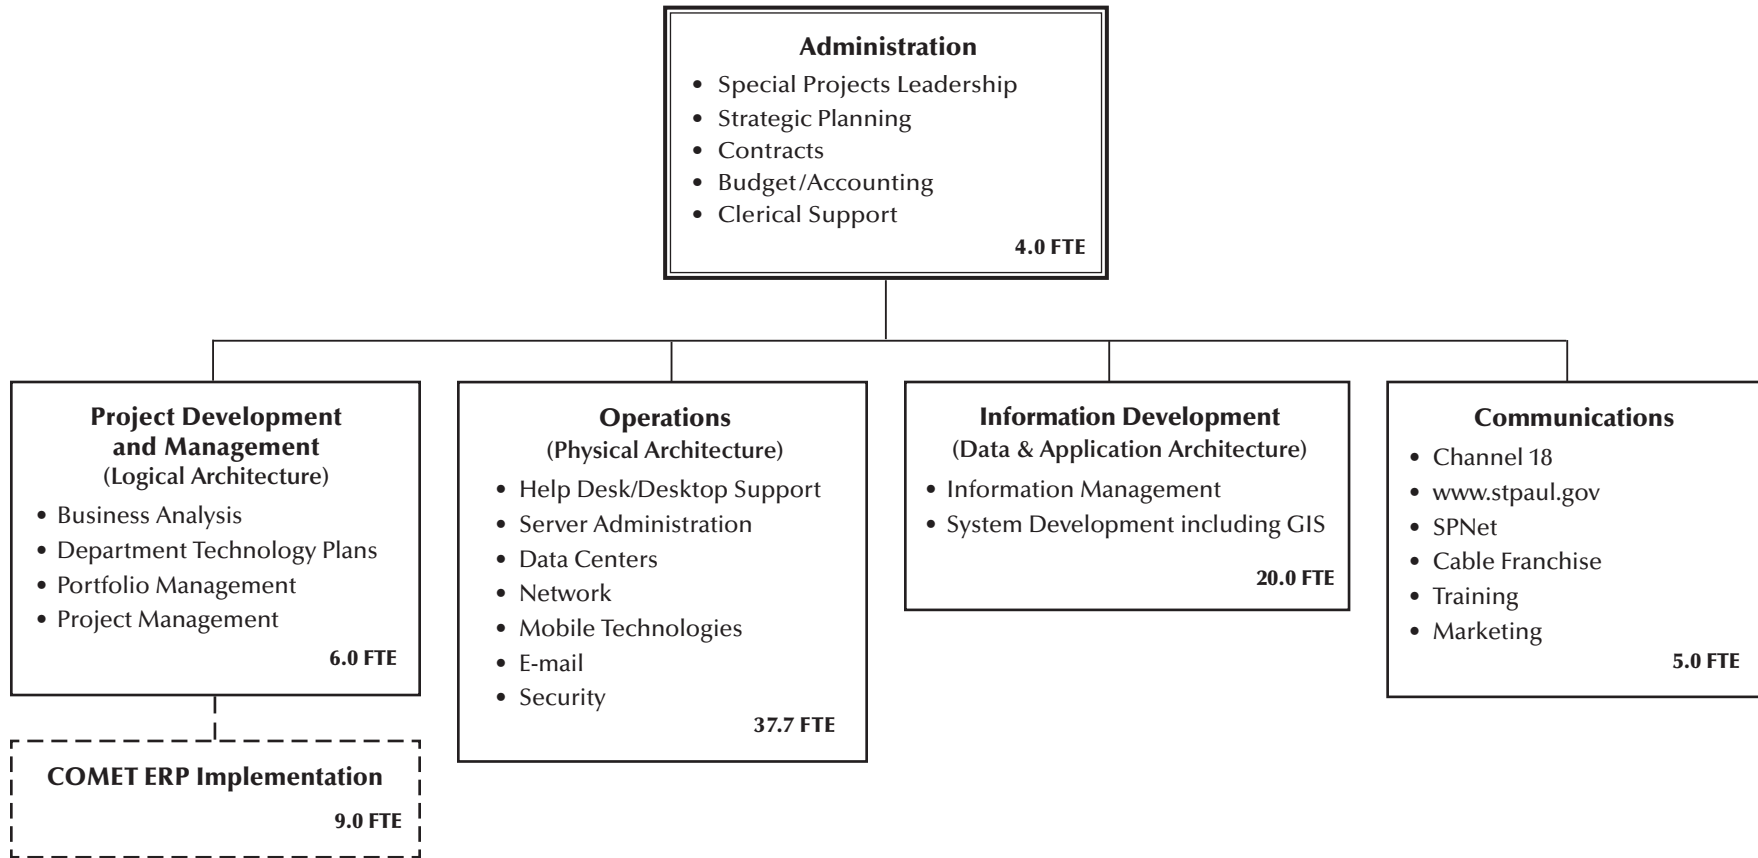 Administration
• Special Projects Leadership
• Strategic Planning
• Contracts
• Budget/Accounting
• Clerical Support
4.0 FTE
Project Development
and Management
(Logical Architecture)
• Business Analysis
• Department Technology Plans
• Portfolio Management
• Project Management
6.0 FTE
COMET ERP Implementation
9.0 FTE
Operations
(Physical Architecture)
• Help Desk/Desktop Support
• Server Administration
• Data Centers
• Network
• Mobile Technologies
• E-mail
• Security
37.7 FTE
Information Development
(Data & Application Architecture)
• Information Management
• System Development including GIS
20.0 FTE
Communications
• Channel 18
• www.stpaul.gov
• SPNet
• Cable Franchise
• Training
• Marketing
5.0 FTE